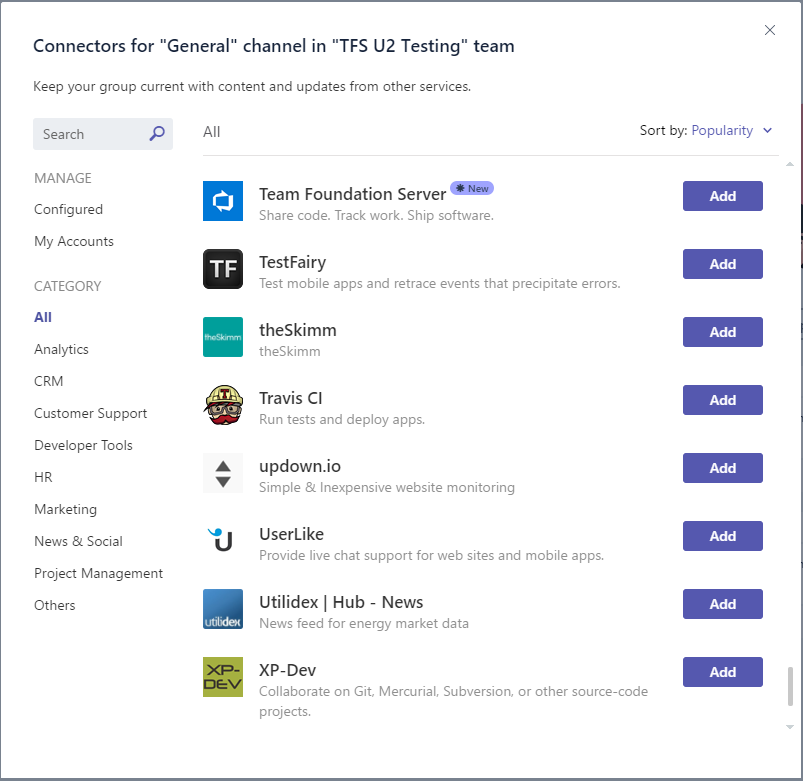 Connectors for "General" channel in "TFS U2 Testing" team
Keep your group current with content and updates from other services.
Search
All
Sort by: Popularity
MANAGE
Configured
My Accounts
CATEGORY
All
Analytics
CRM
Customer Support
Developer Tools
HR
Marketing
News & Social
Project Management
Others
Team Foundation Server New
Share code. Track work. Ship software.
Add
TF
TestFairy
Test mobile apps and retrace events that precipitate errors.
Add
theSkimm
theSkimm
theSkimm
Add
T
Travis CI
Run tests and deploy apps.
Add
updown.io
Simple & Inexpensive website monitoring
Add
U
UserLike
Provide live chat support for web sites and mobile apps.
Add
utilidex
Utilidex | Hub - News
News feed for energy market data
Add
XP-
DEV
XP-Dev
Collaborate on Git, Mercurial, Subversion, or other source-code
projects.
Add